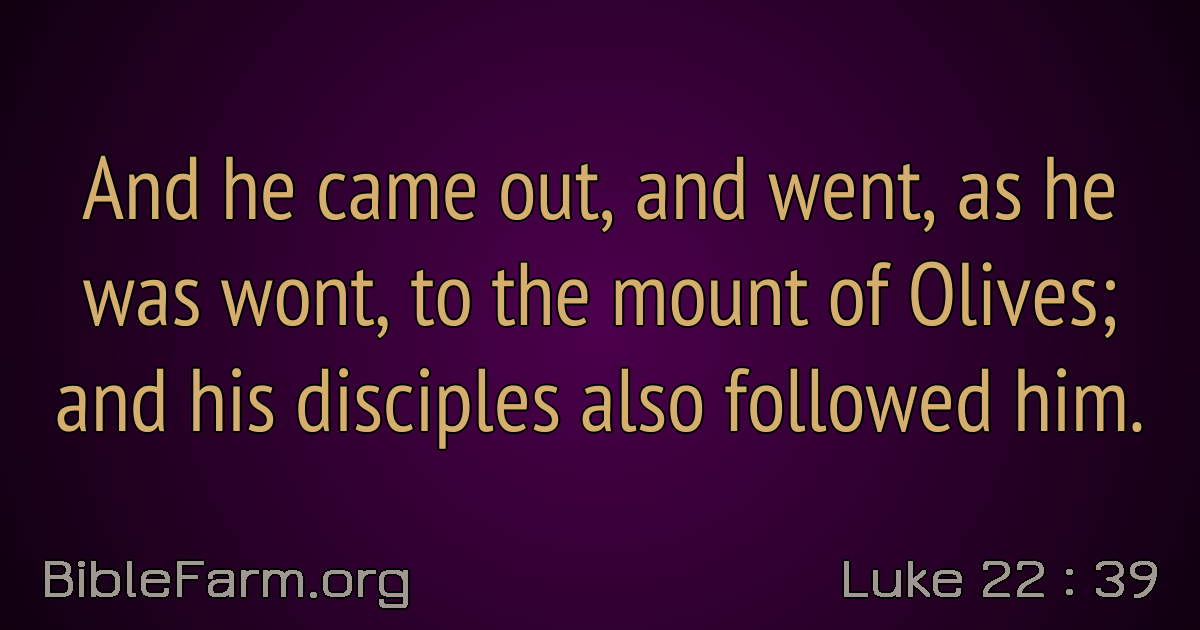 And he came out, and went, as he
was wont, to the mount of Olives;
and his disciples also followed him.
BibleFarm.org
Luke 22 : 39